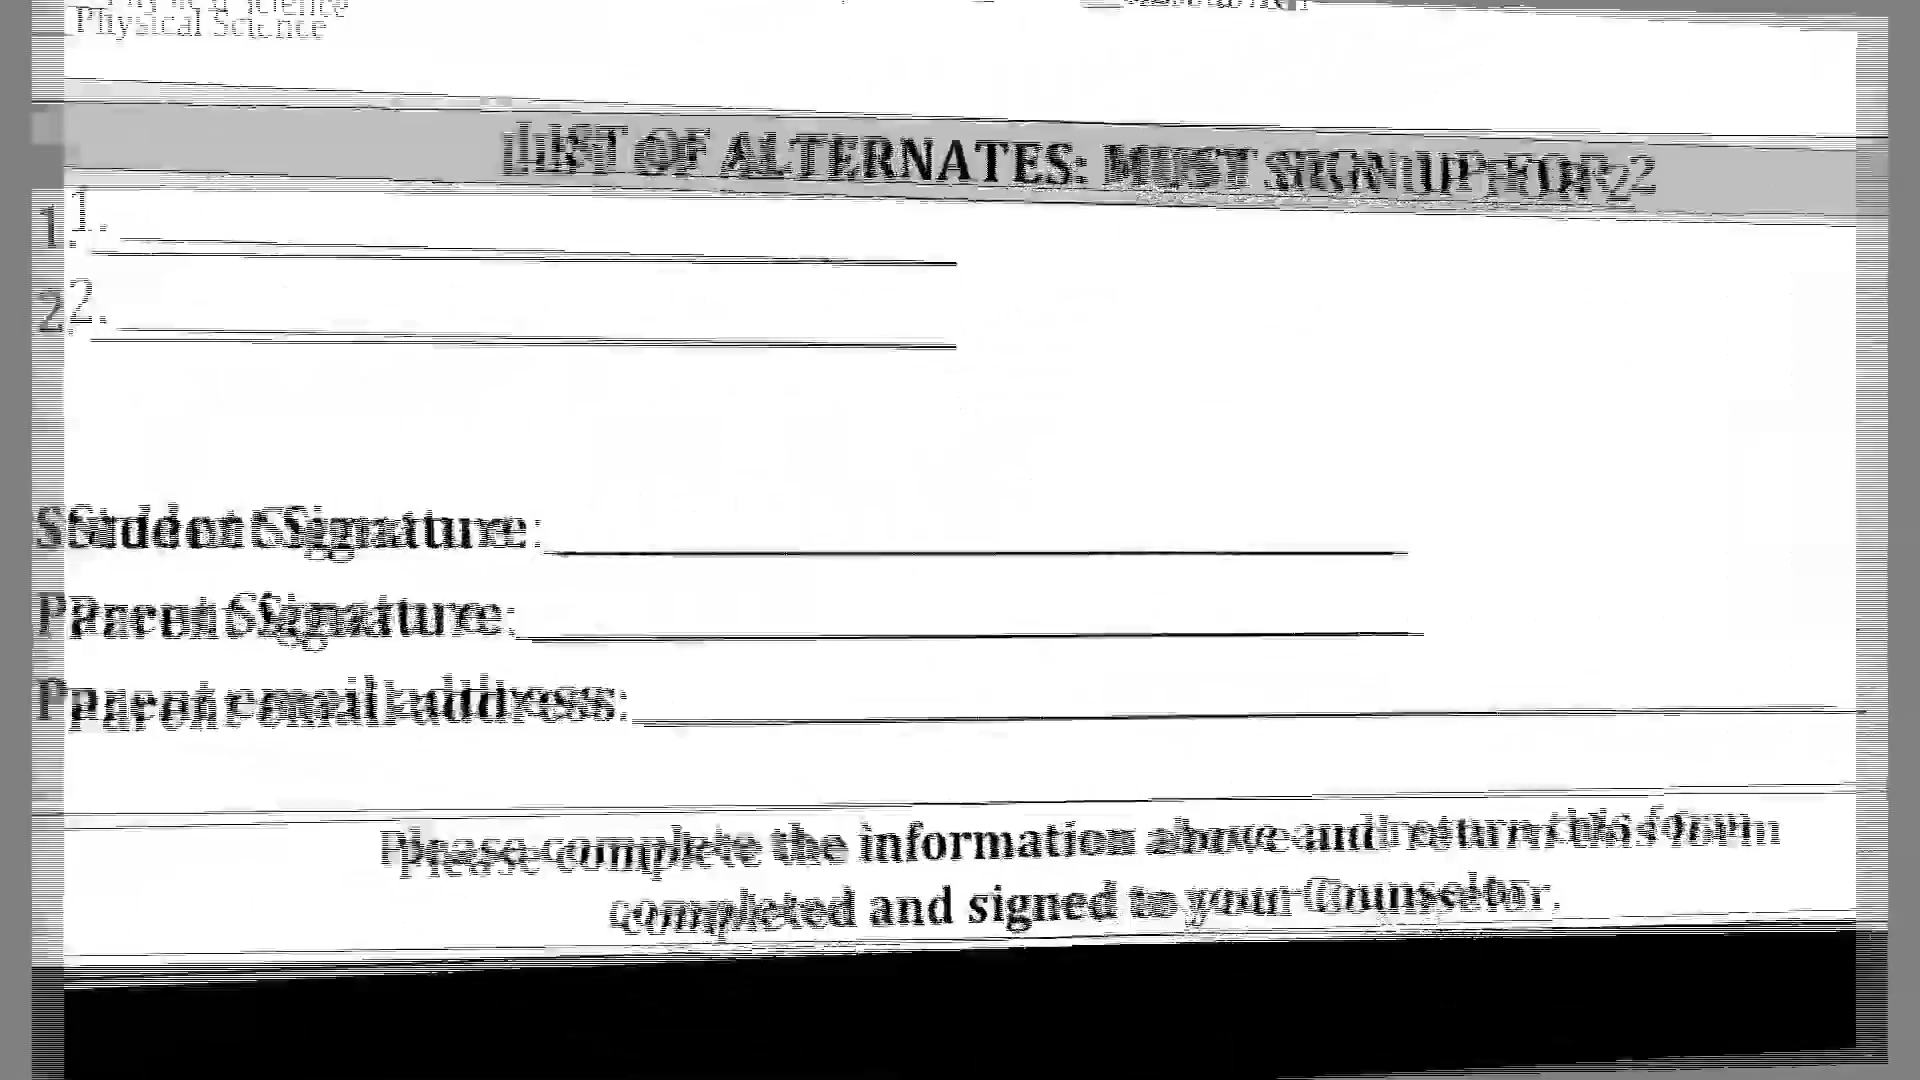 Physical Science
LIST OF ALTERNATES: MUST SIGN UP FOR 2
1.
2.
Student Signature:
Parent Signature:
Parent email address:
Please complete the information above and return this form
completed and signed to your Counselor.